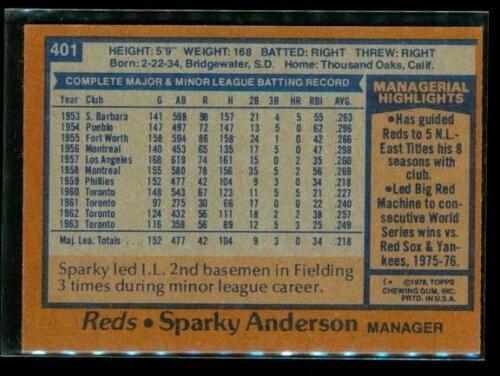 401
HEIGHT: 5'9" WEIGHT: 168 BATTED: RIGHT THREW: RIGHT
Born: 2-22-34, Bridgewater, S.D. Home: Thousand Oaks, Calif.
COMPLETE MAJOR & MINOR LEAGUE BATTING RECORD
Year Club G AB R H 2B 3B HR RBI AVG.
1953 S. Barbara 141 598 98 157 21 4 5 55 .263
1954 Pueblo 147 497 72 147 13 5 0 62 .296
1955 Fort Worth 158 594 86 158 24 2 2 42 .266
1956 Montreal 140 453 65 135 17 5 0 47 .298
1957 Los Angeles 168 619 74 161 15 0 2 35 .260
1958 Montreal 155 580 78 156 35 5 2 56 .269
1959 Phillies 152 477 42 104 9 3 0 34 .218
1960 Toronto 148 543 67 123 11 5 5 21 .227
1961 Toronto 97 275 30 66 17 0 0 22 .240
1962 Toronto 124 432 56 111 18 2 2 38 .257
1963 Toronto 116 358 56 89 12 3 3 25 .249
Maj. Lea. Totals . . . 152 477 42 104 9 3 0 34 .218
Sparky led I.L. 2nd basemen in Fielding
3 times during minor league career.
MANAGERIAL
HIGHLIGHTS
•Has guided
Reds to 5 N.L-
East Titles his 8
seasons with
club.
•Led Big Red
Machine to con-
secutive World
Series wins vs.
Red Sox & Yan-
kees, 1975-76.
©1978, TOPPS
CHEWING GUM, INC.
PRTD. IN U.S.A.
Reds • Sparky Anderson MANAGER